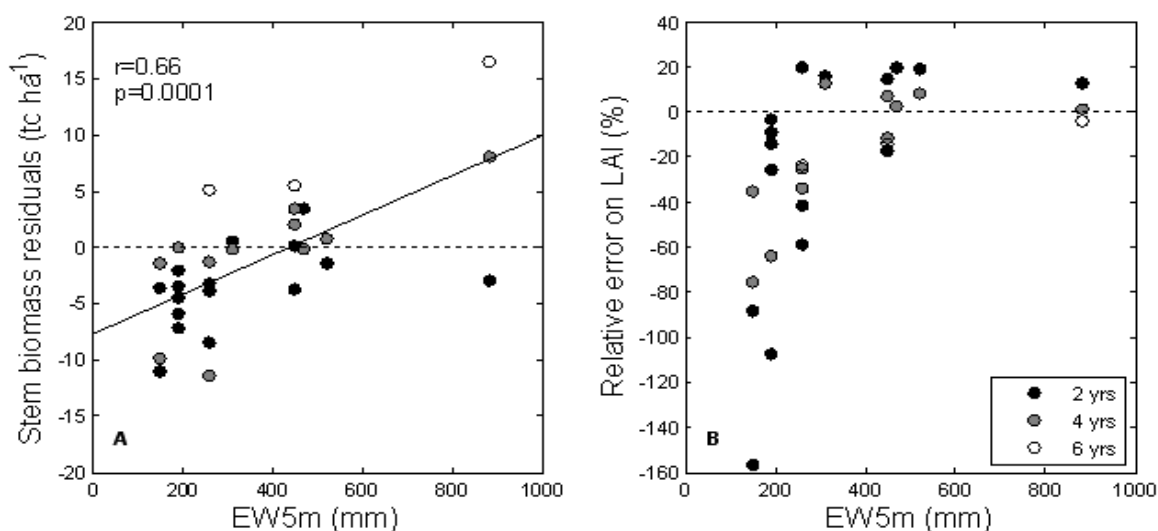 20
15
10
5
0
-5
-10
-15
-20
0 200 400 600 800 1000
Stem biomass residuals (tc ha¹)
EW5m (mm)
r=0.66
p=0.0001
A
40
20
0
-20
-40
-60
-80
-100
-120
-140
-160
0 200 400 600 800 1000
Relative error on LAI (%)
EW5m (mm)
B
2 yrs
4 yrs
6 yrs